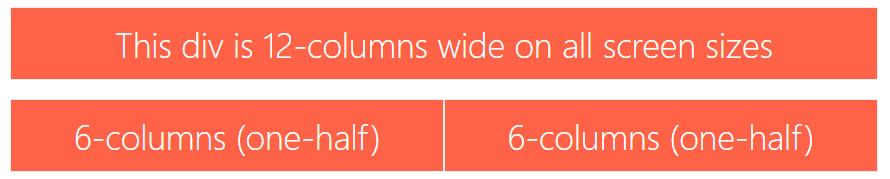 This div is 12-columns wide on all screen sizes
6-columns (one-half)
6-columns (one-half)